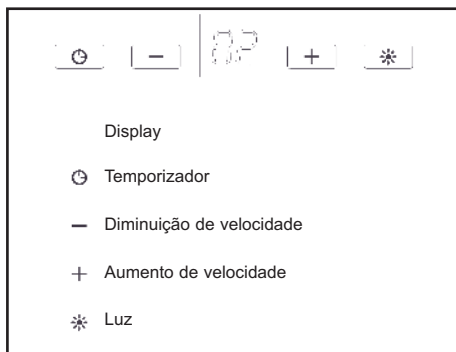 Display
Temporizador
− Diminuição de velocidade
+ Aumento de velocidade
Luz